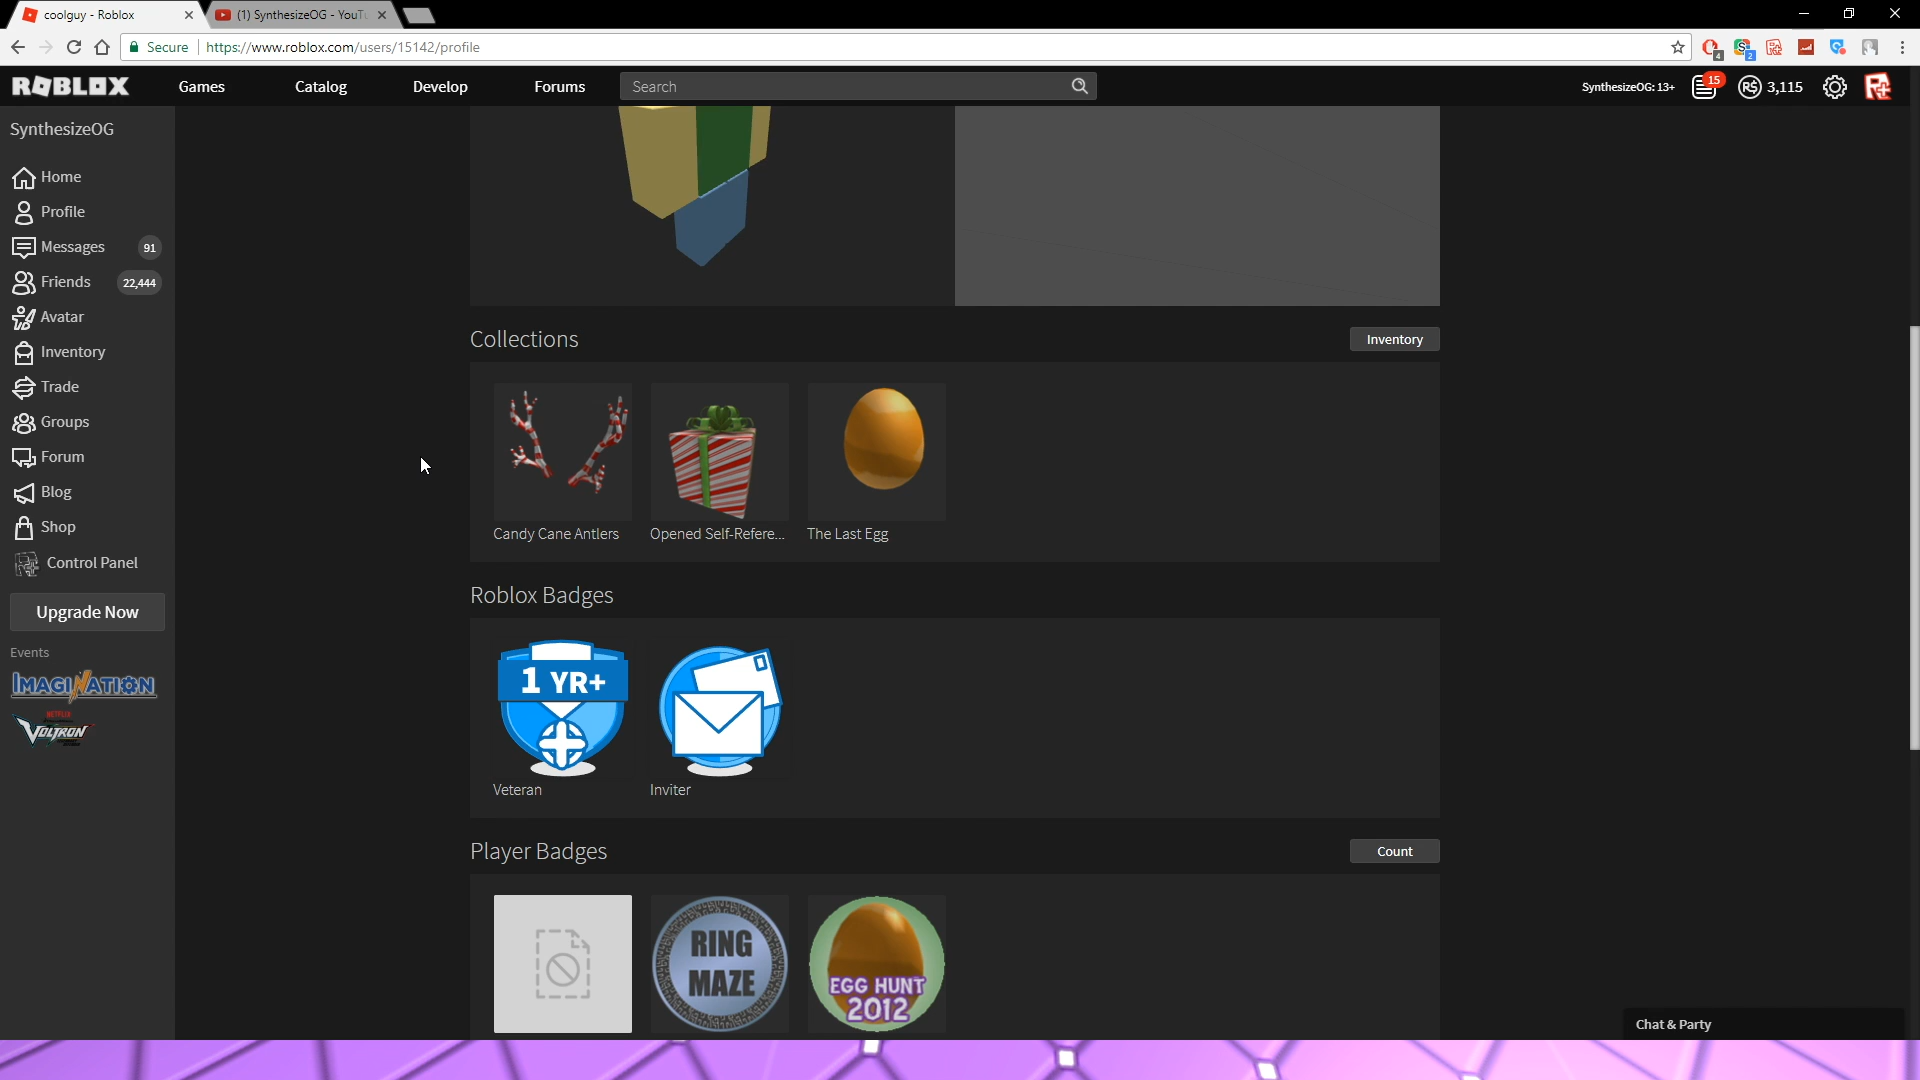 coolguy - Roblox
(1) SynthesizeOG - YouTu
Secure https://www.roblox.com/users/15142/profile
4
2
ROBLOX Games Catalog Develop Forums Search SynthesizeOG: 13+ 15 R$ 3,115
SynthesizeOG
Home
Profile
Messages 91
Friends 22,444
Avatar
Inventory
Trade
Groups
Forum
Blog
Shop
Control Panel
Upgrade Now
Events
IMAGINATION
NETFLIX
VOLTRON
Collections Inventory
Candy Cane Antlers Opened Self-Refere... The Last Egg
Roblox Badges
1 YR+
Veteran Inviter
Player Badges Count
RING
MAZE
EGG HUNT
2012
Chat & Party